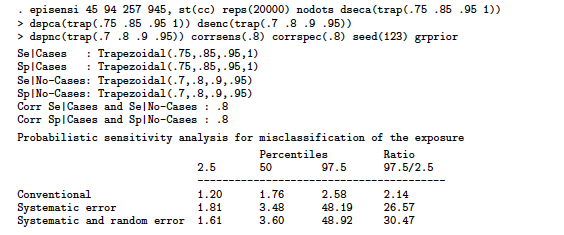 . episensi 45 94 257 945, st(cc) reps(20000) nodots dseca(trap(.75 .85 .95 1))
> dspca(trap(.75 .85 .95 1)) dsenc(trap(.7 .8 .9 .95))
> dspnc(trap(.7 .8 .9 .95)) corrsens(.8) corrspec(.8) seed(123) grprior
Se|Cases : Trapezoidal(.75,.85,.95,1)
Sp|Cases : Trapezoidal(.75,.85,.95,1)
Se|No-Cases: Trapezoidal(.7,.8,.9,.95)
Sp|No-Cases: Trapezoidal(.7,.8,.9,.95)
Corr Se|Cases and Se|No-Cases : .8
Corr Sp|Cases and Sp|No-Cases : .8
Probabilistic sensitivity analysis for misclassification of the exposure
Percentiles Ratio
2.5 50 97.5 97.5/2.5
Conventional 1.20 1.76 2.58 2.14
Systematic error 1.81 3.48 48.19 26.57
Systematic and random error 1.61 3.60 48.92 30.47